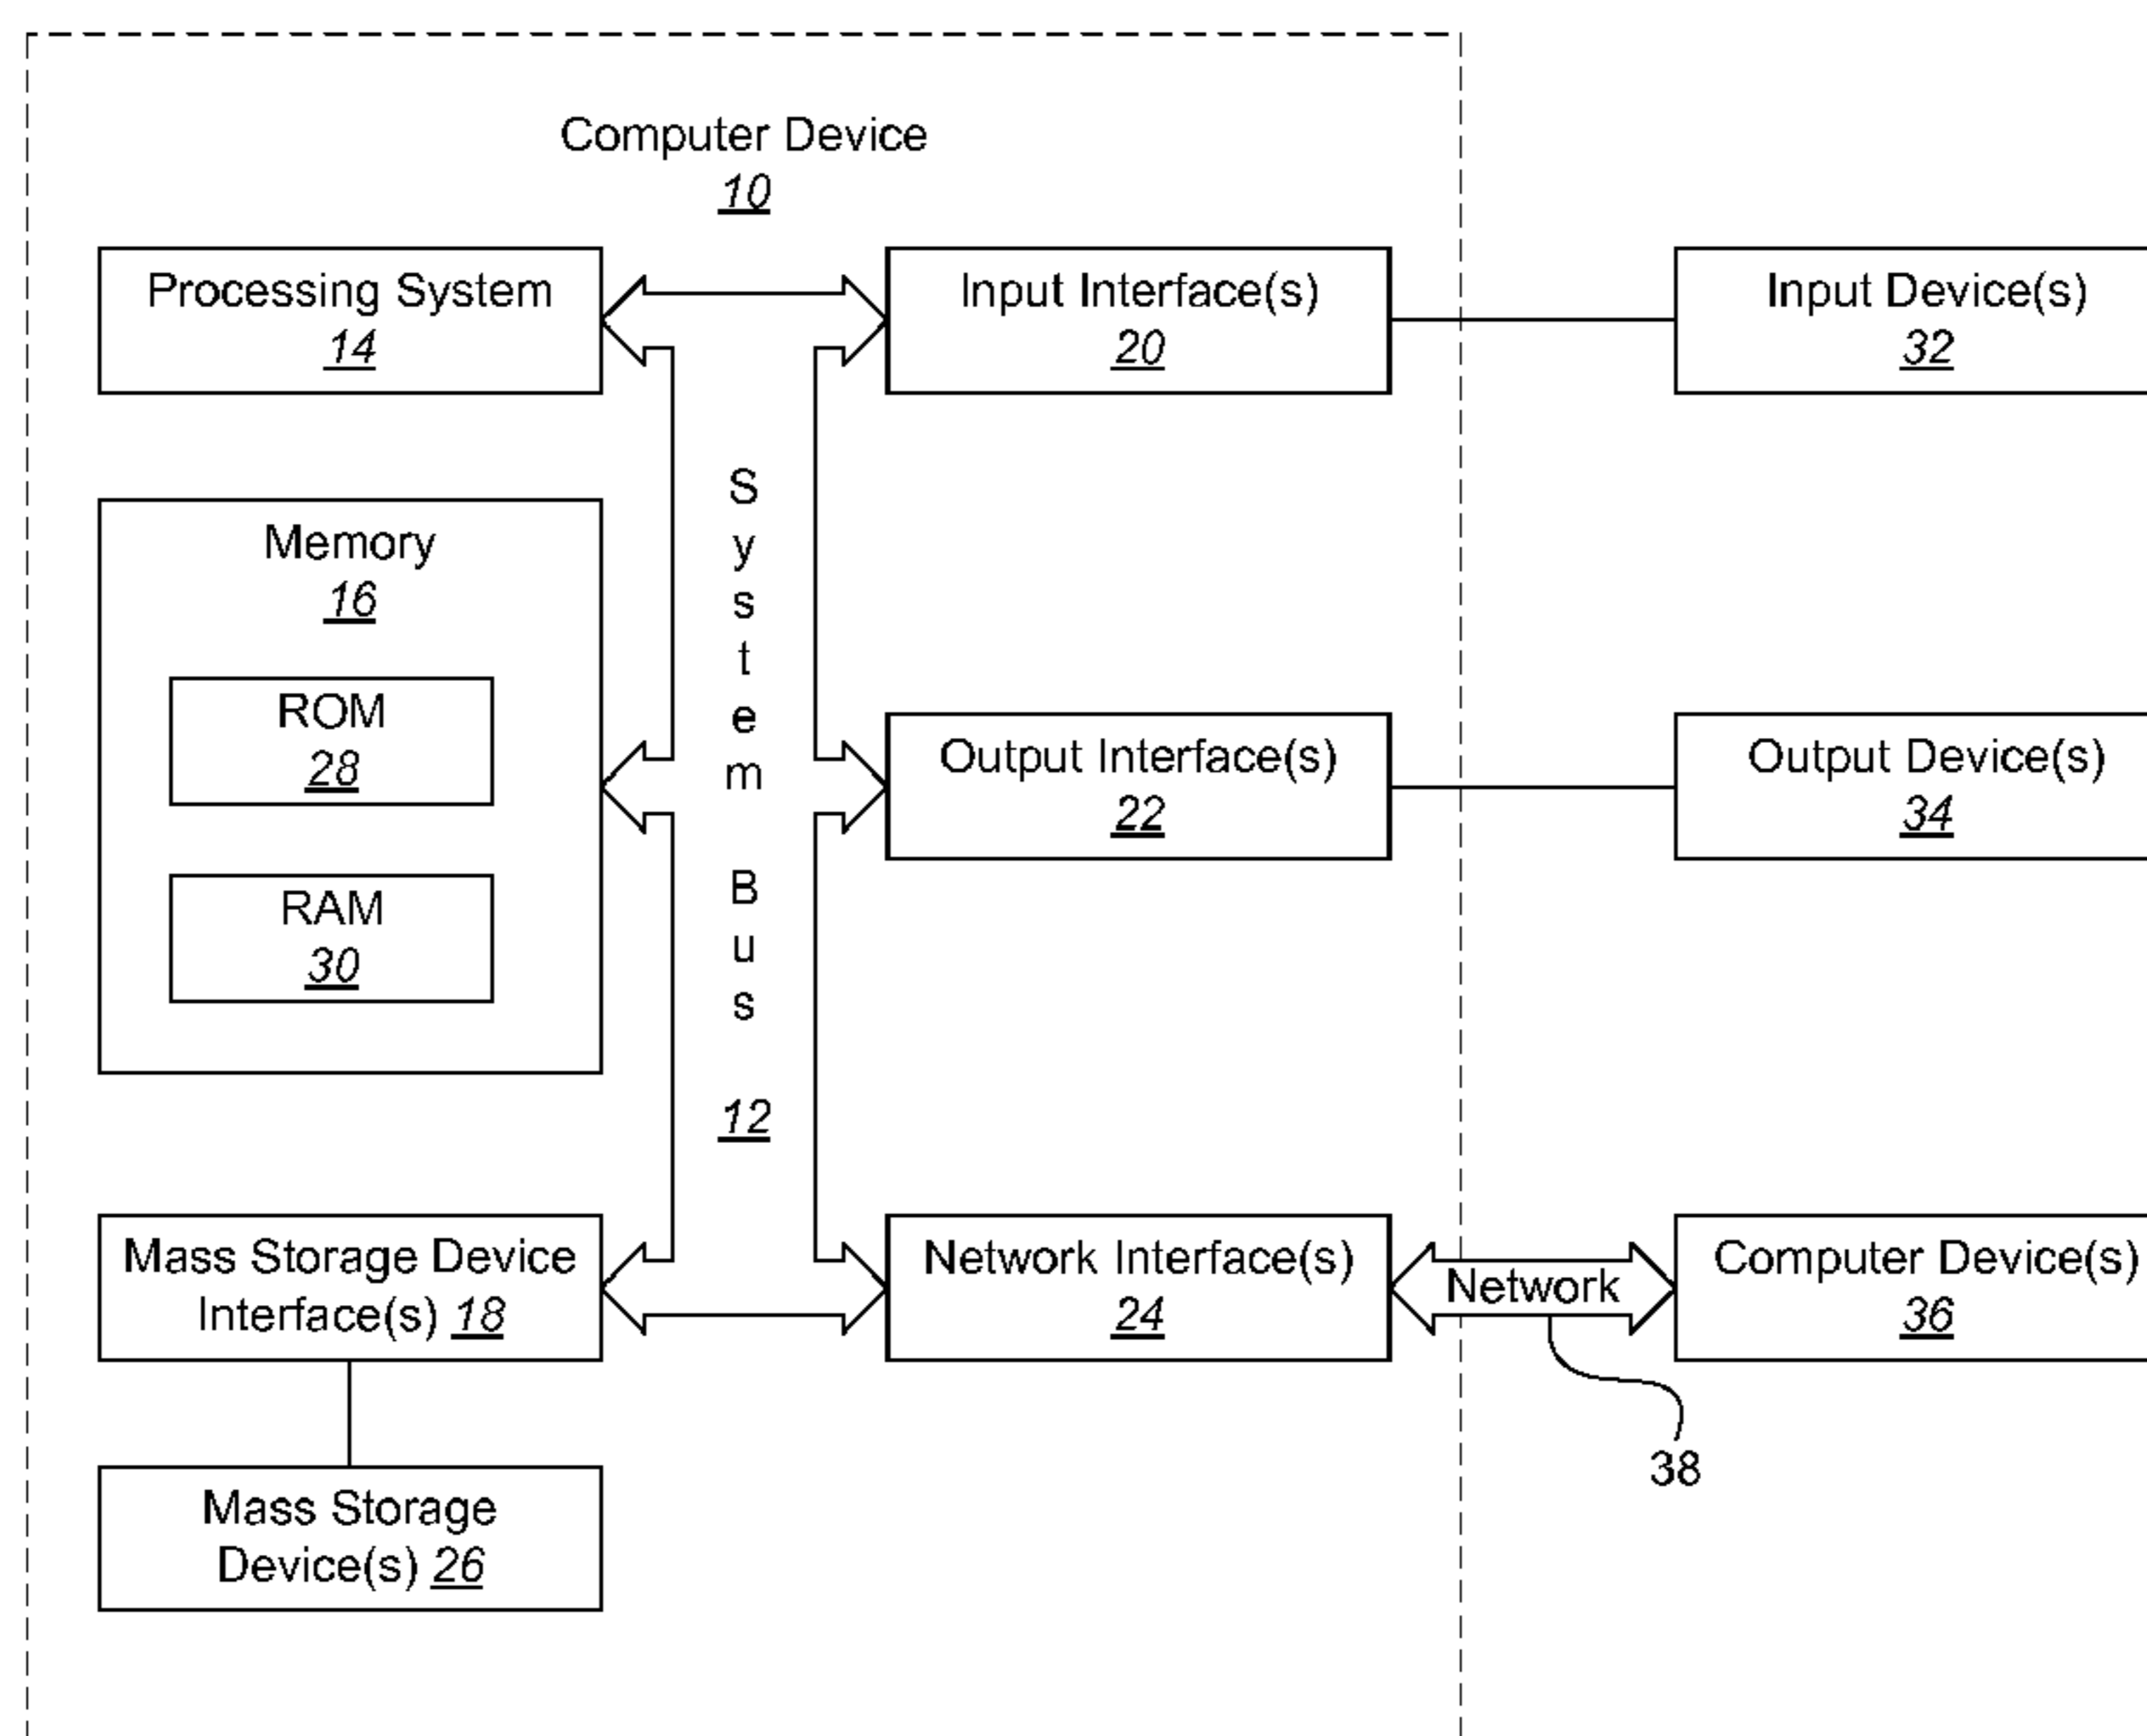 Computer Device
10
Processing System
14
Input Interface(s)
20
Input Device(s)
32
Memory
16
ROM
28
RAM
30
System Bus
12
Output Interface(s)
22
Output Device(s)
34
Mass Storage Device
Interface(s) 18
Network Interface(s)
24
Network
38
Computer Device(s)
36
Mass Storage
Device(s) 26